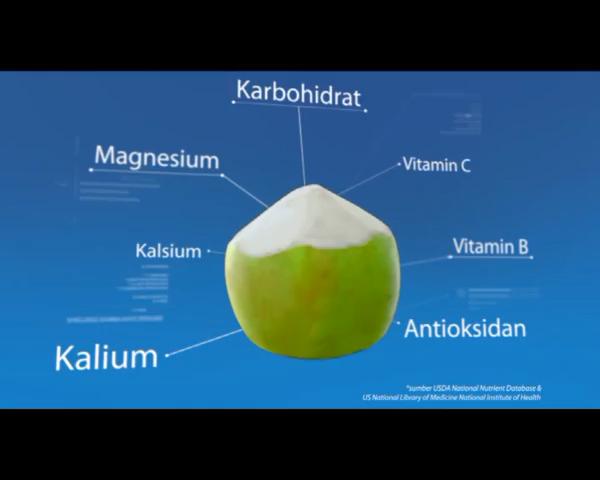 Karbohidrat
Magnesium
Vitamin C
Kalsium
Vitamin B
Antioksidan
Kalium
*sumber USDA National Nutrient Database &
US National Library of Medicine National Institute of Health